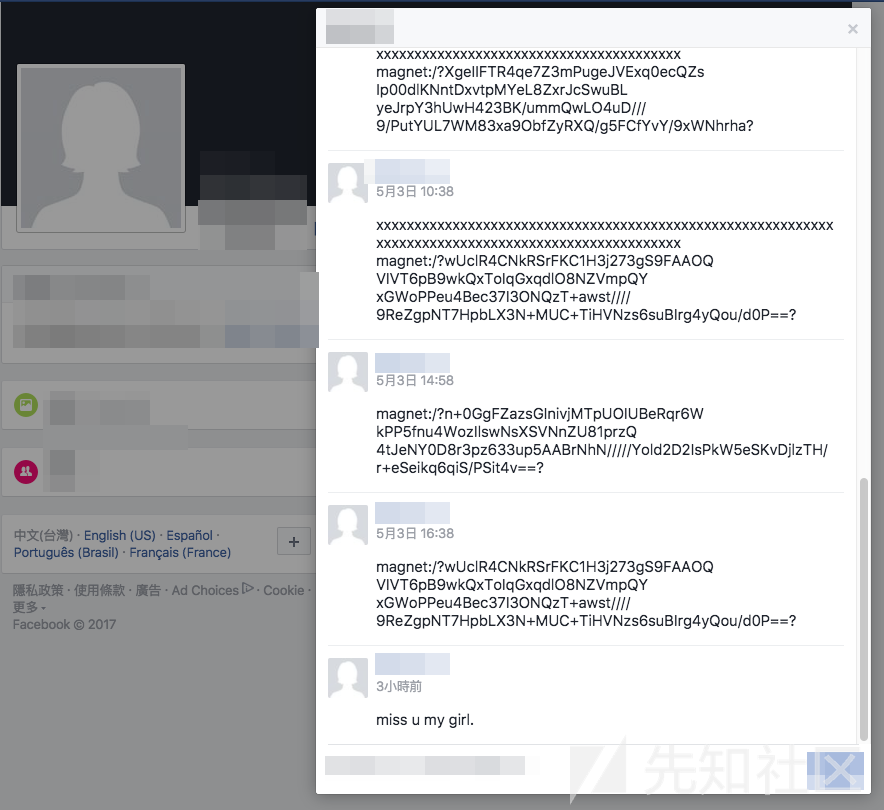 ×
xxxxxxxxxxxxxxxxxxxxxxxxxxxxxxxxxxxxxxxx
magnet:/?XgeIIFTR4qe7Z3mPugeJVExq0ecQZs
Ip00dlKNntDxvtpMYeL8ZxrJcSwuBL
yeJrpY3hUwH423BK/ummQwLO4uD///
9/PutYUL7WM83xa9ObfZyRXQ/g5FCfYvY/9xWNhrha?
5月3日 10:38
xxxxxxxxxxxxxxxxxxxxxxxxxxxxxxxxxxxxxxxxxxxxxxxxxxxxxxxxxxxx
xxxxxxxxxxxxxxxxxxxxxxxxxxxxxxxxxxxxxxxx
magnet:/?wUclR4CNkRSrFKC1H3j273gS9FAAOQ
VIVT6pB9wkQxToIqGxqdlO8NZVmpQY
xGWoPPeu4Bec37I3ONQzT+awst////
9ReZgpNT7HpbLX3N+MUC+TiHVNzs6suBIrg4yQou/d0P==?
5月3日 14:58
magnet:/?n+0GgFZazsGlnivjMTpUOlUBeRqr6W
kPP5fnu4WozIlswNsXSVNnZU81przQ
4tJeNY0D8r3pz633up5AABrNhN/////Yold2D2IsPkW5eSKvDjlzTH/
r+eSeikq6qiS/PSit4v==?
5月3日 16:38
magnet:/?wUclR4CNkRSrFKC1H3j273gS9FAAOQ
VIVT6pB9wkQxToIqGxqdlO8NZVmpQY
xGWoPPeu4Bec37I3ONQzT+awst////
9ReZgpNT7HpbLX3N+MUC+TiHVNzs6suBIrg4yQou/d0P==?
3小時前
miss u my girl.
中文(台灣) · English (US) · Español ·
Português (Brasil) · Français (France)
隱私政策 · 使用條款 · 廣告 · Ad Choices · Cookie ·
更多
Facebook © 2017
先知社区